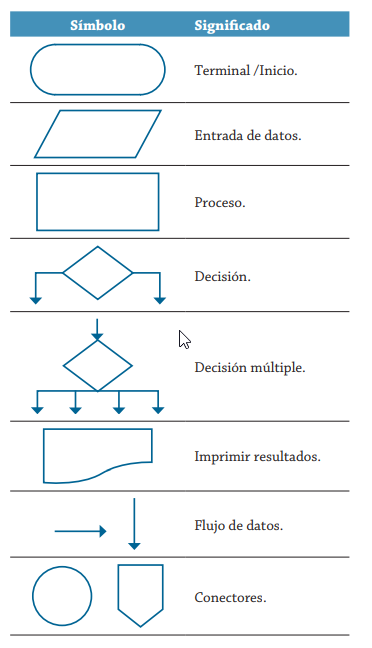 Símbolo Significado
Terminal /Inicio.
Entrada de datos.
Proceso.
Decisión.
Decisión múltiple.
Imprimir resultados.
Flujo de datos.
Conectores.